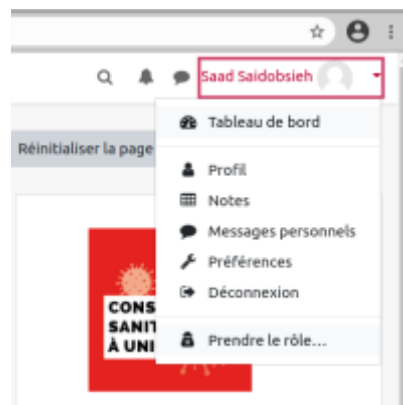 Saad Saidobsieh
Tableau de bord
Réinitialiser la page
Profil
Notes
Messages personnels
Préférences
Déconnexion
CONS
SANIT
À UNI
Prendre le rôle...